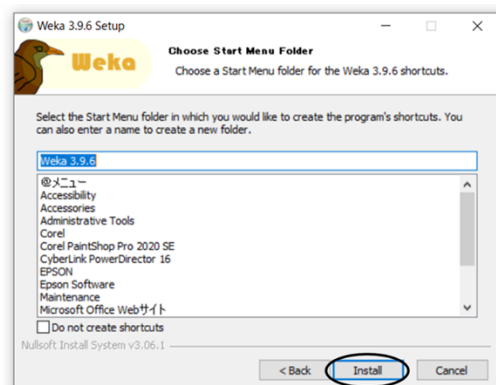 Weka 3.9.6 Setup
Weka
Choose Start Menu Folder
Choose a Start Menu folder for the Weka 3.9.6 shortcuts.
Select the Start Menu folder in which you would like to create the program's shortcuts. You
can also enter a name to create a new folder.
Weka 3.9.6
@メニュー
Accessibility
Accessories
Administrative Tools
Corel
Corel PaintShop Pro 2020 SE
CyberLink PowerDirector 16
EPSON
Epson Software
Maintenance
Microsoft Office Webサイト
Do not create shortcuts
Nullsoft Install System v3.06.1
< Back Install Cancel